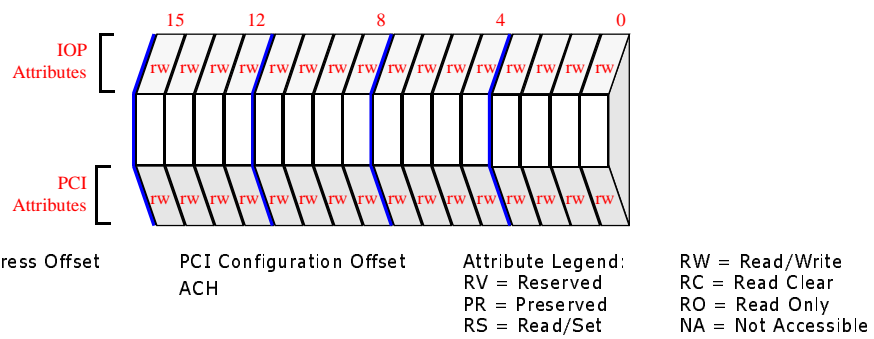 15 12 8 4 0
IOP
Attributes
rw rw rw rw rw rw rw rw rw rw rw rw rw rw rw rw
PCI
Attributes
rw rw rw rw rw rw rw rw rw rw rw rw rw rw rw rw
ress Offset
PCI Configuration Offset
ACH
Attribute Legend:
RV = Reserved
PR = Preserved
RS = Read/Set
RW = Read/Write
RC = Read Clear
RO = Read Only
NA = Not Accessible